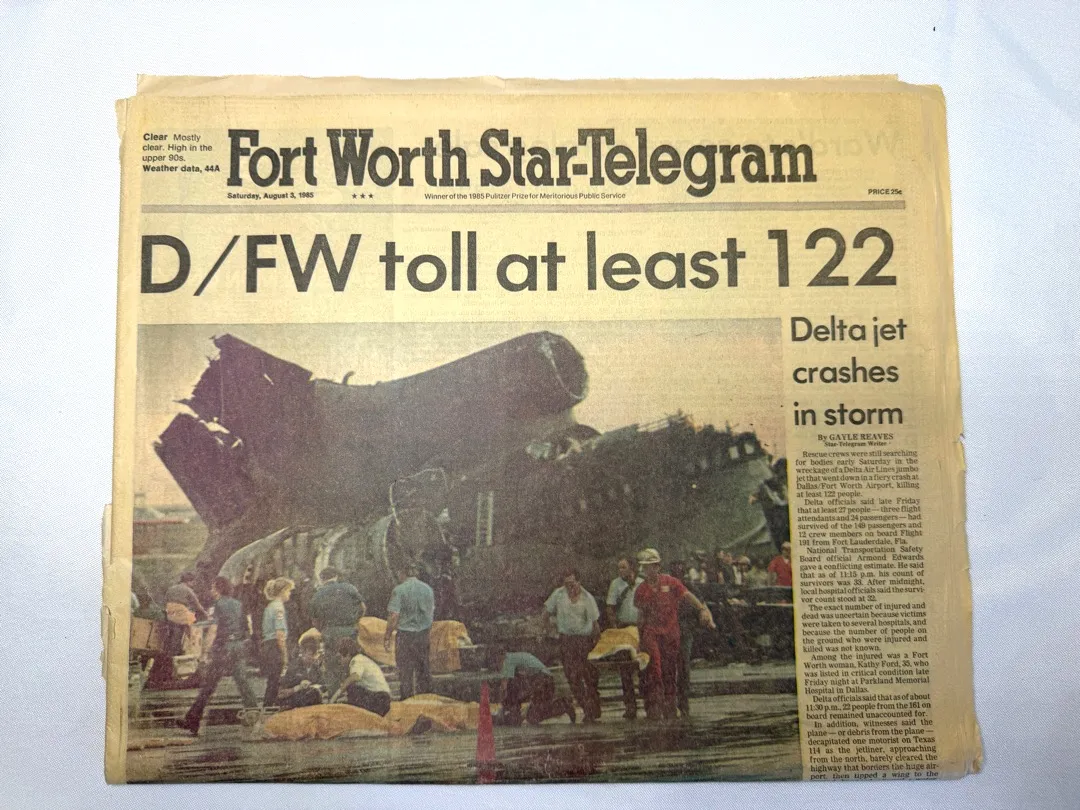 Clear Mostly
clear. High in the
upper 90s.
Weather data, 44A
Fort Worth Star-Telegram
Saturday, August 3, 1985
★ ★ ★
Winner of the 1985 Pulitzer Prize for Meritorious Public Service
PRICE 25¢
D/FW toll at least 122
Delta jet
crashes
in storm
By GAYLE REAVES
Star-Telegram Writer
Rescue crews were still searching
for bodies early Saturday in the
wreckage of a Delta Air Lines jumbo
jet that went down in a fiery crash at
Dallas/Fort Worth Airport, killing
at least 122 people.
Delta officials said late Friday
that at least 27 people — three flight
attendants and 24 passengers — had
survived of the 149 passengers and
12 crew members on board Flight
191 from Fort Lauderdale, Fla.
National Transportation Safety
Board official Armond Edwards
gave a conflicting estimate. He said
that as of 11:15 p.m. his count of
survivors was 33. After midnight,
local hospital officials said the survi-
vor count stood at 32.
The exact number of injured and
dead was uncertain because victims
were taken to several hospitals, and
because the number of people on
the ground who were injured and
killed was not known.
Among the injured was a Fort
Worth woman, Kathy Ford, 35, who
was listed in critical condition late
Friday night at Parkland Memorial
Hospital in Dallas.
Delta officials said that as of about
11:30 p.m., 22 people from the 161 on
board remained unaccounted for.
In addition, witnesses said the
plane — or debris from the plane —
decapitated one motorist on Texas
114 as the jetliner, approaching
from the north, barely cleared the
highway that borders the huge air-
port, then tipped a wing to the